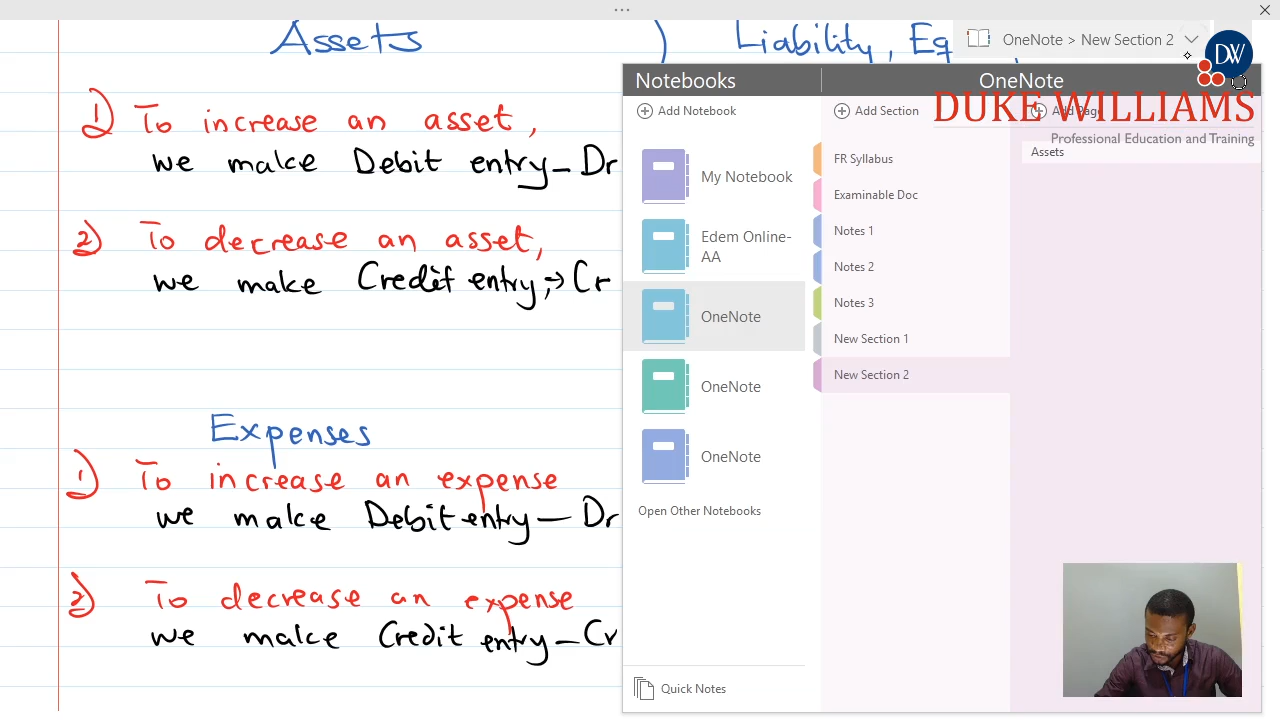 Assets
) Liability, Eq
1) To increase an asset,
we make Debit entry – Dr
2) To decrease an asset,
we make Credit entry, → Cr
Expenses
1) To increase an expense
we make Debit entry – Dr
2) To decrease an expense
we make Credit entry – Cr
OneNote > New Section 2
DW
Notebooks
OneNote
DUKE WILLIAMS
Professional Education and Training
Add Notebook
Add Section
Add Page
My Notebook
Edem Online-
AA
OneNote
OneNote
OneNote
Open Other Notebooks
Quick Notes
FR Syllabus
Examinable Doc
Notes 1
Notes 2
Notes 3
New Section 1
New Section 2
Assets